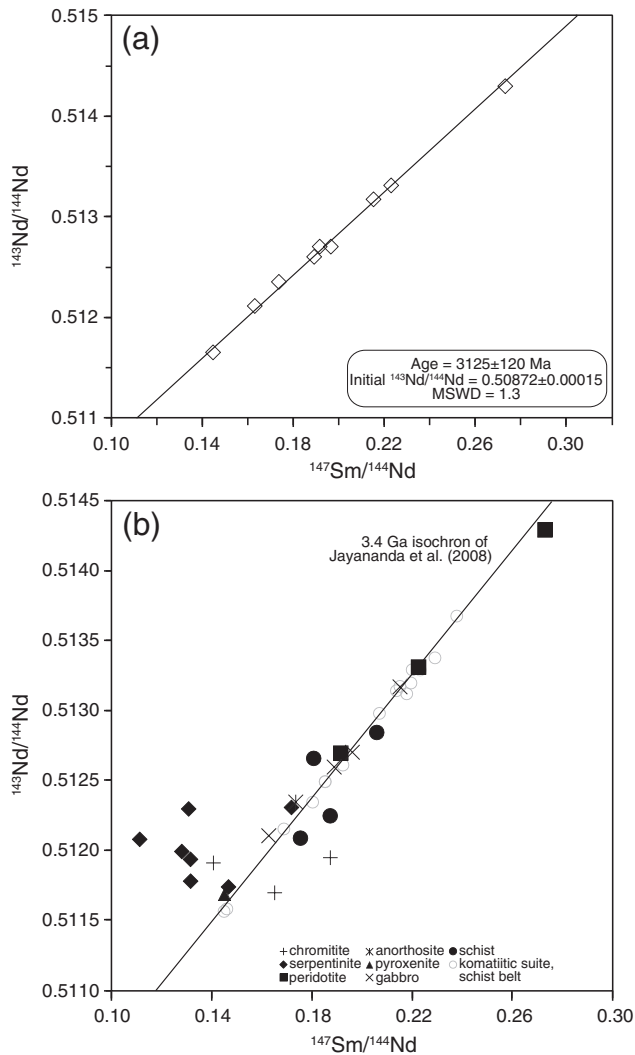 (a)
0.515
0.514
0.513
0.512
0.511
¹⁴³Nd/¹⁴⁴Nd
0.10 0.14 0.18 0.22 0.26 0.30
¹⁴⁷Sm/¹⁴⁴Nd
Age = 3125±120 Ma
Initial ¹⁴³Nd/¹⁴⁴Nd = 0.50872±0.00015
MSWD = 1.3
(b)
0.5145
0.5140
0.5135
0.5130
0.5125
0.5120
0.5115
0.5110
¹⁴³Nd/¹⁴⁴Nd
3.4 Ga isochron of
Jayananda et al. (2008)
chromitite anorthosite schist
serpentinite pyroxenite komatiitic suite,
peridotite gabbro schist belt
0.10 0.14 0.18 0.22 0.26 0.30
¹⁴⁷Sm/¹⁴⁴Nd